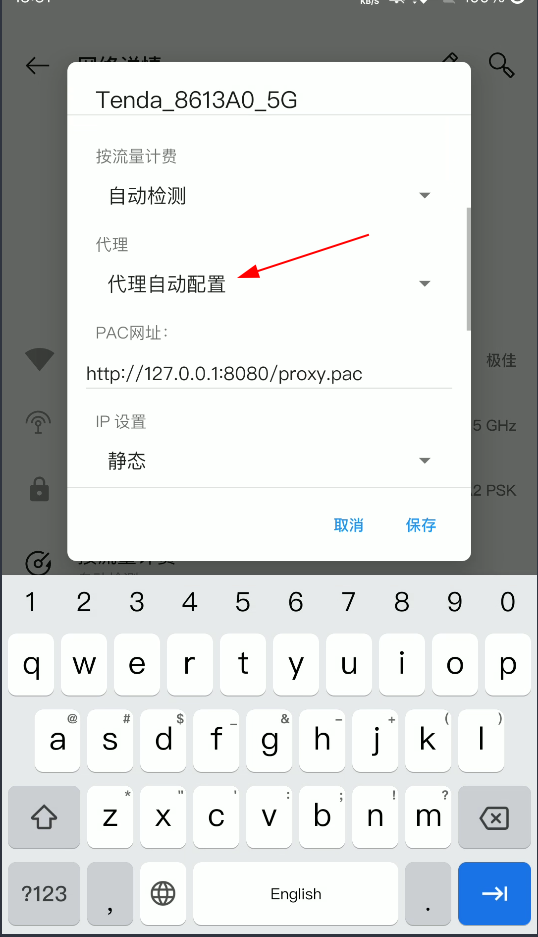 KB/s
100%
Tenda_8613A0_5G
按流量计费
自动检测
代理
代理自动配置
PAC网址：
http://127.0.0.1:8080/proxy.pac
极佳
IP 设置
5 GHz
静态
2 PSK
取消 保存
1 2 3 4 5 6 7 8 9 0
q w e r t y u i o p
@ # $ _ & - + ( )
a s d f g h j k l
* " ' : ; ! ?
z x c v b n m
?123 , English .